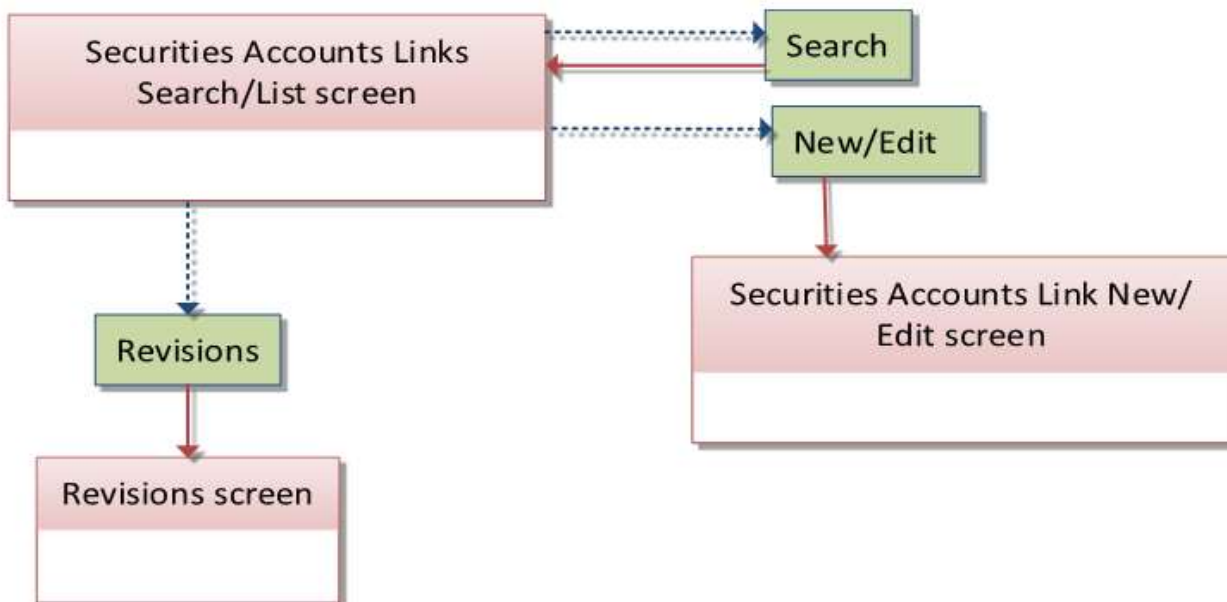 Securities Accounts Links
Search/List screen
Search
New/Edit
Securities Accounts Link New/
Edit screen
Revisions
Revisions screen